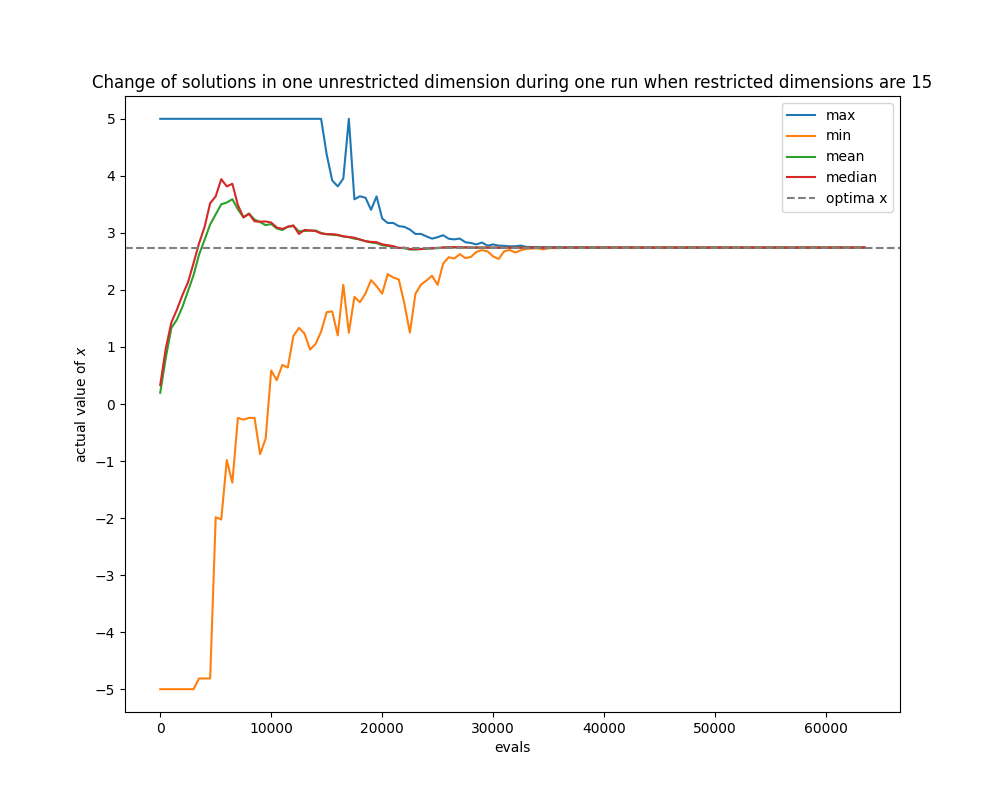 Change of solutions in one unrestricted dimension during one run when restricted dimensions are 15
max
min
mean
median
optima x
5
4
3
2
1
0
−1
−2
−3
−4
−5
actual value of x
0 10000 20000 30000 40000 50000 60000
evals